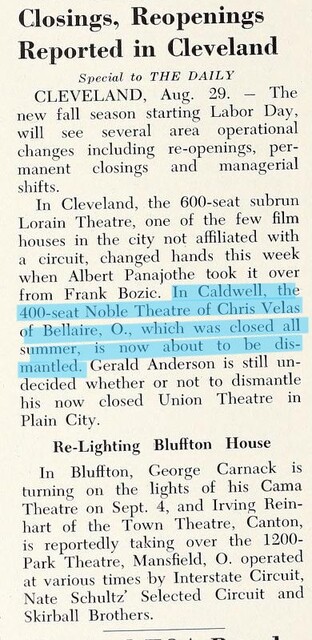 Closings, Reopenings
Reported in Cleveland
Special to THE DAILY
CLEVELAND, Aug. 29. — The
new fall season starting Labor Day,
will see several area operational
changes including re-openings, per-
manent closings and managerial
shifts.
In Cleveland, the 600-seat subrun
Lorain Theatre, one of the few film
houses in the city not affiliated with
a circuit, changed hands this week
when Albert Panajothe took it over
from Frank Bozic. In Caldwell, the
400-seat Noble Theatre of Chris Velas
of Bellaire, O., which was closed all
summer, is now about to be dis-
mantled. Gerald Anderson is still un-
decided whether or not to dismantle
his now closed Union Theatre in
Plain City.
Re-Lighting Bluffton House
In Bluffton, George Carnack is
turning on the lights of his Cama
Theatre on Sept. 4, and Irving Rein-
hart of the Town Theatre, Canton,
is reportedly taking over the 1200-
Park Theatre, Mansfield, O. operated
at various times by Interstate Circuit,
Nate Schultz' Selected Circuit and
Skirball Brothers.